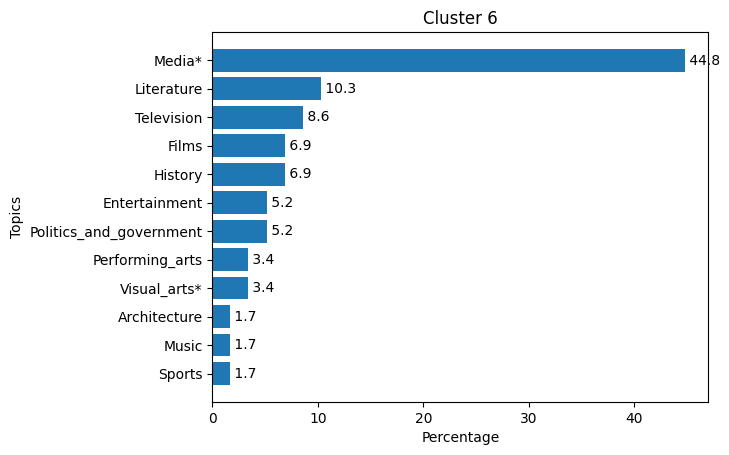 Cluster 6
Topics
Media* 44.8
Literature 10.3
Television 8.6
Films 6.9
History 6.9
Entertainment 5.2
Politics_and_government 5.2
Performing_arts 3.4
Visual_arts* 3.4
Architecture 1.7
Music 1.7
Sports 1.7
0 10 20 30 40
Percentage